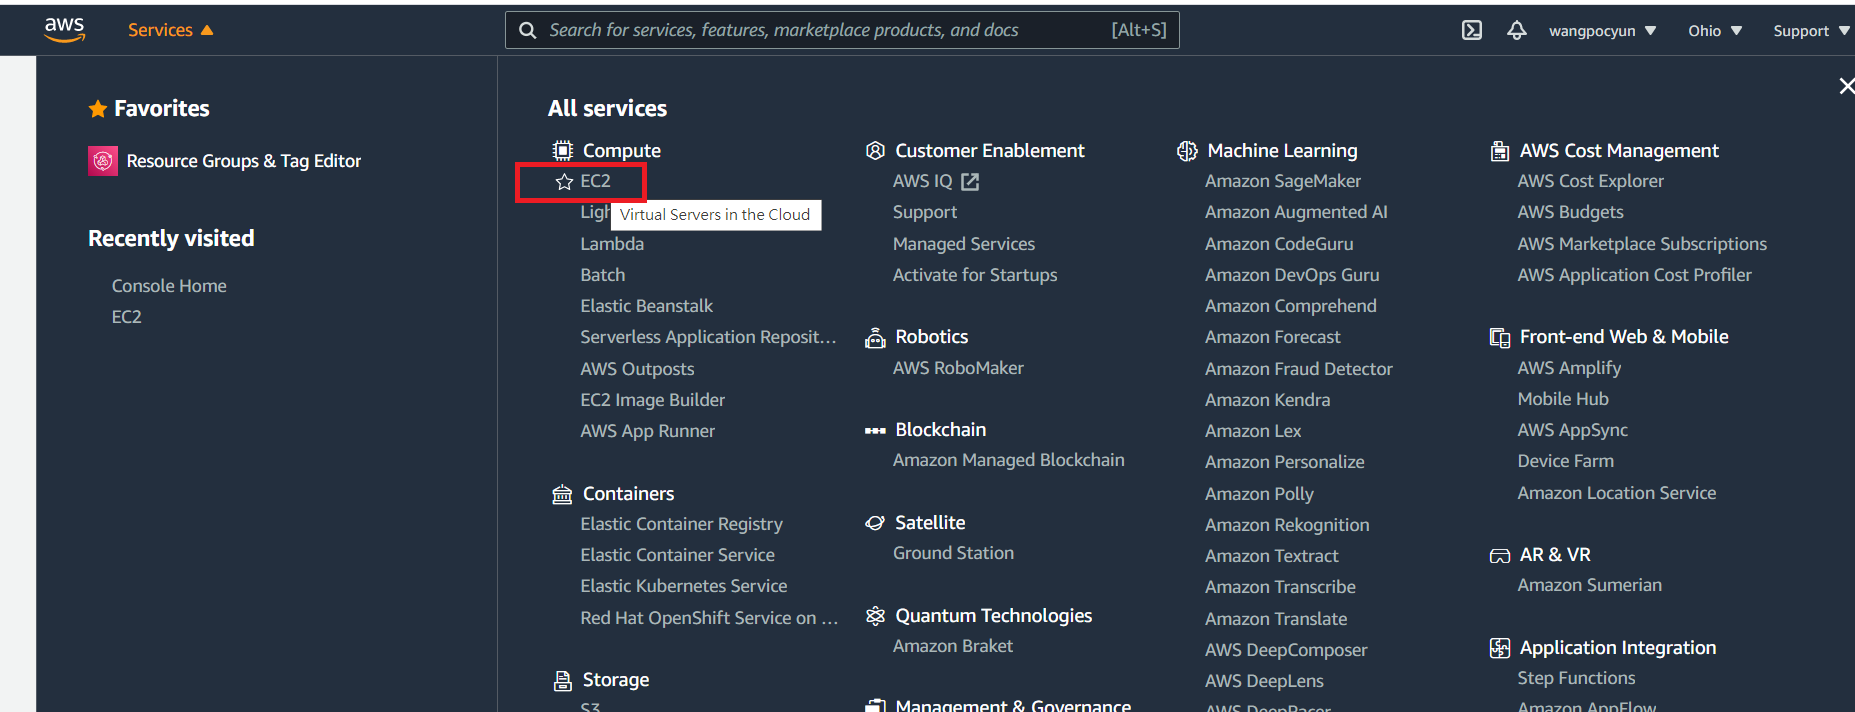 aws
Services
Search for services, features, marketplace products, and docs
[Alt+S]
wangpocyun
Ohio
Support
Favorites
Resource Groups & Tag Editor
Recently visited
Console Home
EC2
All services
Compute
EC2
Virtual Servers in the Cloud
Lambda
Batch
Elastic Beanstalk
Serverless Application Reposit...
AWS Outposts
EC2 Image Builder
AWS App Runner
Containers
Elastic Container Registry
Elastic Container Service
Elastic Kubernetes Service
Red Hat OpenShift Service on ...
Storage
S3
Customer Enablement
AWS IQ
Support
Managed Services
Activate for Startups
Robotics
AWS RoboMaker
Blockchain
Amazon Managed Blockchain
Satellite
Ground Station
Quantum Technologies
Amazon Braket
Management & Governance
Machine Learning
Amazon SageMaker
Amazon Augmented AI
Amazon CodeGuru
Amazon DevOps Guru
Amazon Comprehend
Amazon Forecast
Amazon Fraud Detector
Amazon Kendra
Amazon Lex
Amazon Personalize
Amazon Polly
Amazon Rekognition
Amazon Textract
Amazon Transcribe
Amazon Translate
AWS DeepComposer
AWS DeepLens
AWS DeepRacer
AWS Cost Management
AWS Cost Explorer
AWS Budgets
AWS Marketplace Subscriptions
AWS Application Cost Profiler
Front-end Web & Mobile
AWS Amplify
Mobile Hub
AWS AppSync
Device Farm
Amazon Location Service
AR & VR
Amazon Sumerian
Application Integration
Step Functions
Amazon AppFlow